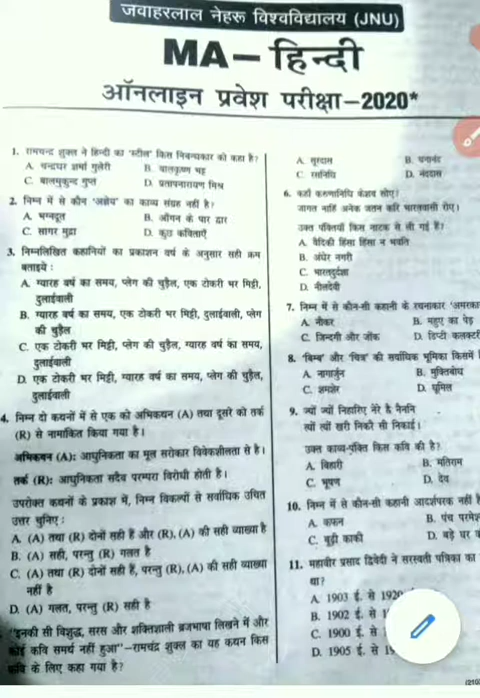 जवाहरलाल नेहरू विश्वविद्यालय (JNU)
MA–हिन्दी
ऑनलाइन प्रवेश परीक्षा–2020*
1. रामचन्द्र शुक्ल ने हिन्दी का 'स्टील' किस निबन्धकार को कहा है?
A. चन्द्रधर शर्मा गुलेरी B. बालकृष्ण भट्ट
C. बालमुकुन्द गुप्त D. प्रतापनारायण मिश्र
2. निम्न में से कौन 'अज्ञेय' का काव्य संग्रह नहीं है?
A. भग्नदूत B. आँगन के पार द्वार
C. सागर मुद्रा D. कुछ कविताएँ
3. निम्नलिखित कहानियों का प्रकाशन वर्ष के अनुसार सही क्रम
बताइये :
A. ग्यारह वर्ष का समय, प्लेग की चुड़ैल, एक टोकरी भर मिट्टी,
दुलाईवाली
B. ग्यारह वर्ष का समय, एक टोकरी भर मिट्टी, दुलाईवाली, प्लेग
की चुड़ैल
C. एक टोकरी भर मिट्टी, प्लेग की चुड़ैल, ग्यारह वर्ष का समय,
दुलाईवाली
D. एक टोकरी भर मिट्टी, ग्यारह वर्ष का समय, प्लेग की चुड़ैल,
दुलाईवाली
4. निम्न दो कथनों में से एक को अभिकथन (A) तथा दूसरे को तर्क
(R) से नामांकित किया गया है।
अभिकथन (A): आधुनिकता का मूल सरोकार विवेकशीलता से है।
तर्क (R): आधुनिकता सदैव परम्परा विरोधी होती है।
उपरोक्त कथनों के प्रकाश में, निम्न विकल्पों से सर्वाधिक उचित
उत्तर चुनिए :
A. (A) तथा (R) दोनों सही हैं और (R), (A) की सही व्याख्या है
B. (A) सही, परन्तु (R) गलत है
C. (A) तथा (R) दोनों सही हैं, परन्तु (R), (A) की सही व्याख्या
नहीं है
D. (A) गलत, परन्तु (R) सही है
"इनकी सी विशुद्ध, सरस और शक्तिशाली ब्रजभाषा लिखने में और
कोई कवि समर्थ नहीं हुआ"–रामचंद्र शुक्ल का यह कथन किस
कवि के लिए कहा गया है?
A. सूरदास B. घनानंद
C. रसनिधि D. नंददास
6. कहाँ करुणानिधि केशव सोए।
जागत नाहिं अनेक जतन करि भारतवासी रोए।
उक्त पंक्तियाँ किस नाटक से ली गई हैं?
A. वैदिकी हिंसा हिंसा न भवति
B. अंधेर नगरी
C. भारतदुर्दशा
D. नीलदेवी
7. निम्न में से कौन-सी कहानी के रचनाकार 'अमरका
A. नौकर B. महुए का पेड़
C. जिन्दगी और जोंक D. डिप्टी कलक्टरी
8. 'बिम्ब' और 'चित्र' की सर्वाधिक भूमिका किसमें
A. नागार्जुन B. मुक्तिबोध
C. शमशेर D. धूमिल
9. ज्यों ज्यों निहारिए नेरे है नैननि
त्यों त्यों खरी निकरै सी निकाई।
उक्त काव्य-पंक्ति किस कवि की है?
A. बिहारी B. मतिराम
C. भूषण D. देव
10. निम्न में से कौन-सी कहानी आदर्शपरक नहीं है
A. कफन B. पंच परमेश्
C. बूढ़ी काकी D. बड़े घर क
11. महावीर प्रसाद द्विवेदी ने सरस्वती पत्रिका का
था?
A. 1903 ई. से 1920
B. 1902 ई. से 1
C. 1900 ई. से
D. 1905 ई. से 19